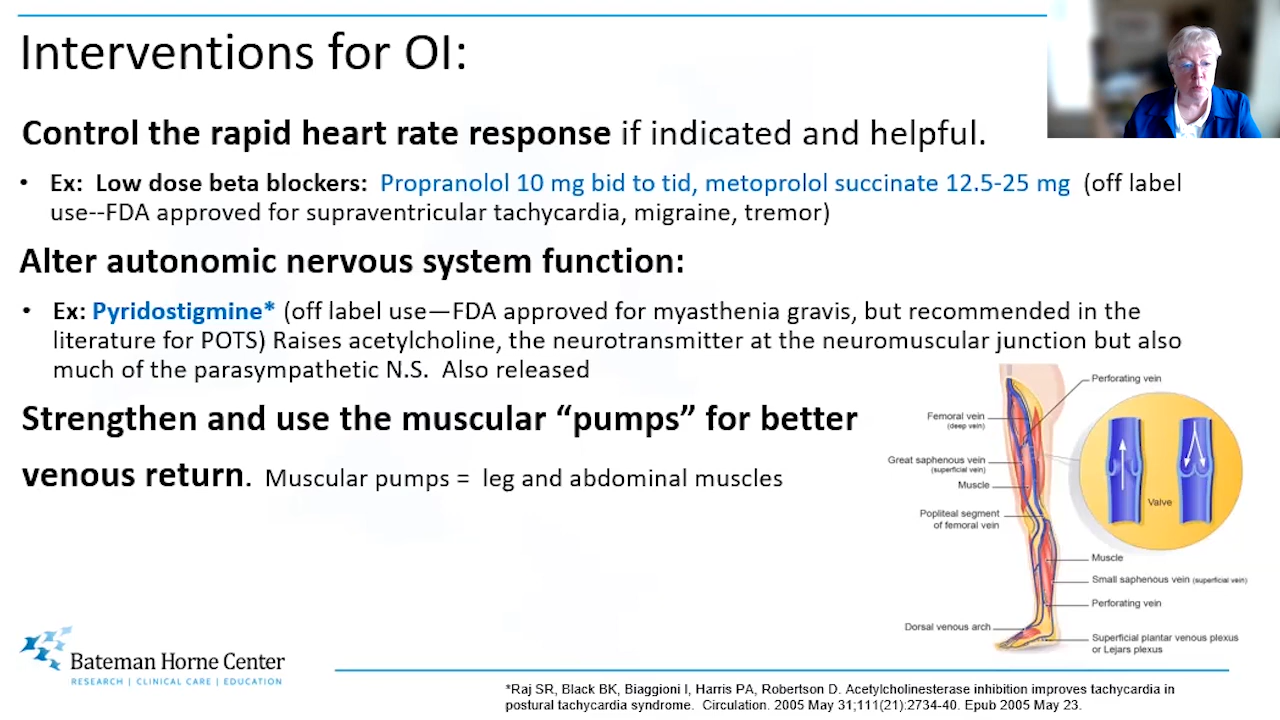 Interventions for OI:
Control the rapid heart rate response if indicated and helpful.
• Ex: Low dose beta blockers: Propranolol 10 mg bid to tid, metoprolol succinate 12.5-25 mg (off label
use--FDA approved for supraventricular tachycardia, migraine, tremor)
Alter autonomic nervous system function:
• Ex: Pyridostigmine* (off label use—FDA approved for myasthenia gravis, but recommended in the
literature for POTS) Raises acetylcholine, the neurotransmitter at the neuromuscular junction but also
much of the parasympathetic N.S. Also released
Strengthen and use the muscular “pumps” for better
venous return. Muscular pumps = leg and abdominal muscles
Perforating vein
Femoral vein
(deep vein)
Great saphenous vein
(superficial vein)
Muscle
Popliteal segment
of femoral vein
Valve
Muscle
Small saphenous vein (superficial vein)
Perforating vein
Dorsal venous arch
Superficial plantar venous plexus
or Lejars plexus
Bateman Horne Center
RESEARCH | CLINICAL CARE | EDUCATION
*Raj SR, Black BK, Biaggioni I, Harris PA, Robertson D. Acetylcholinesterase inhibition improves tachycardia in
postural tachycardia syndrome. Circulation. 2005 May 31;111(21):2734-40. Epub 2005 May 23.